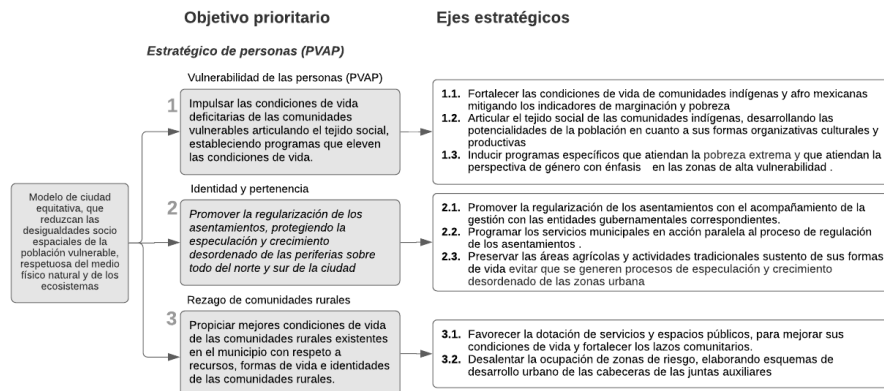 Objetivo prioritario
Ejes estratégicos
Estratégico de personas (PVAP)
Modelo de ciudad
equitativa, que
reduzcan las
desigualdades socio
espaciales de la
población vulnerable,
respetuosa del medio
físico natural y de los
ecosistemas
Vulnerabilidad de las personas (PVAP)
1
Impulsar las condiciones de vida
deficitarias de las comunidades
vulnerables articulando el tejido social,
estableciendo programas que eleven
las condiciones de vida.
1.1. Fortalecer las condiciones de vida de comunidades indígenas y afro mexicanas
mitigando los indicadores de marginación y pobreza
1.2. Articular el tejido social de las comunidades indígenas, desarrollando las
potencialidades de la población en cuanto a sus formas organizativas culturales y
productivas
1.3. Inducir programas específicos que atiendan la pobreza extrema y que atiendan la
perspectiva de género con énfasis en las zonas de alta vulnerabilidad .
Identidad y pertenencia
2
Promover la regularización de los
asentamientos, protegiendo la
especulación y crecimiento
desordenado de las periferias sobre
todo del norte y sur de la ciudad
2.1. Promover la regularización de los asentamientos con el acompañamiento de la
gestión con las entidades gubernamentales correspondientes.
2.2. Programar los servicios municipales en acción paralela al proceso de regulación
de los asentamientos .
2.3. Preservar las áreas agrícolas y actividades tradicionales sustento de sus formas
de vida evitar que se generen procesos de especulación y crecimiento
desordenado de las zonas urbana
Rezago de comunidades rurales
3
Propiciar mejores condiciones de vida
de las comunidades rurales existentes
en el municipio con respeto a
recursos, formas de vida e identidades
de las comunidades rurales.
3.1. Favorecer la dotación de servicios y espacios públicos, para mejorar sus
condiciones de vida y fortalecer los lazos comunitarios.
3.2. Desalentar la ocupación de zonas de riesgo, elaborando esquemas de
desarrollo urbano de las cabeceras de las juntas auxiliares